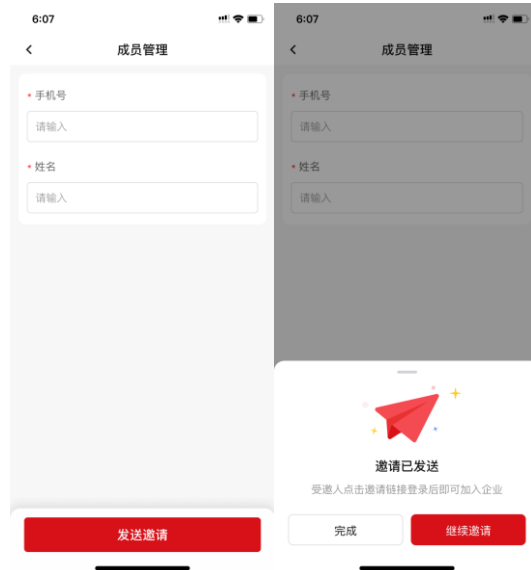 6:07
成员管理
* 手机号
请输入
* 姓名
请输入
发送邀请
6:07
成员管理
* 手机号
请输入
* 姓名
请输入
邀请已发送
受邀人点击邀请链接登录后即可加入企业
完成
继续邀请